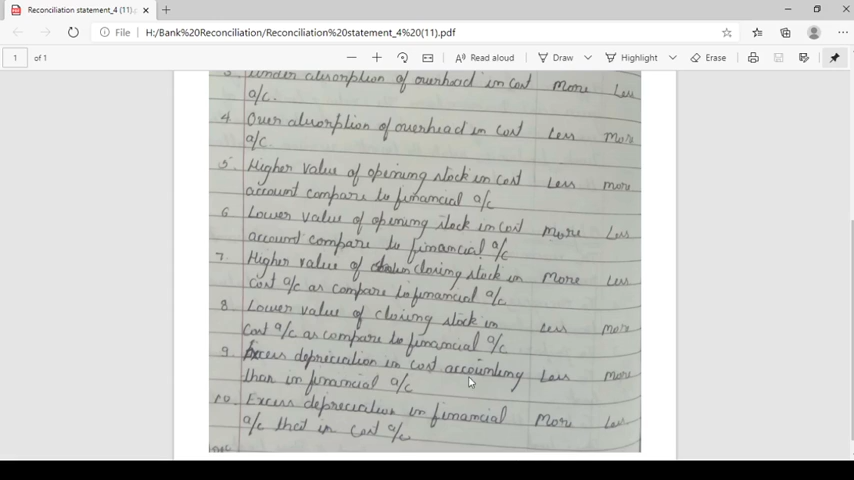 Reconciliation statement_4 (11).p
File H:/Bank%20Reconciliation/Reconciliation%20statement_4%20(11).pdf
1 of 1 Read aloud Draw Highlight Erase
3. Under absorption of overhead in cost More Less
a/c.
4. Over absorption of overhead in cost Less More
a/c.
5. Higher value of opening stock in cost Less more
account compare to financial a/c
6. Lower value of opening stock in cost More Less
account compare to financial a/c
7. Higher value of closing stock in More Less
cost a/c as compare to financial a/c
8. Lower value of closing stock in Less more
cost a/c as compare to financial a/c
9. Excess depreciation in cost accounting Less more
than in financial a/c
10. Excess depreciation in financial More Less
a/c that in cost a/c